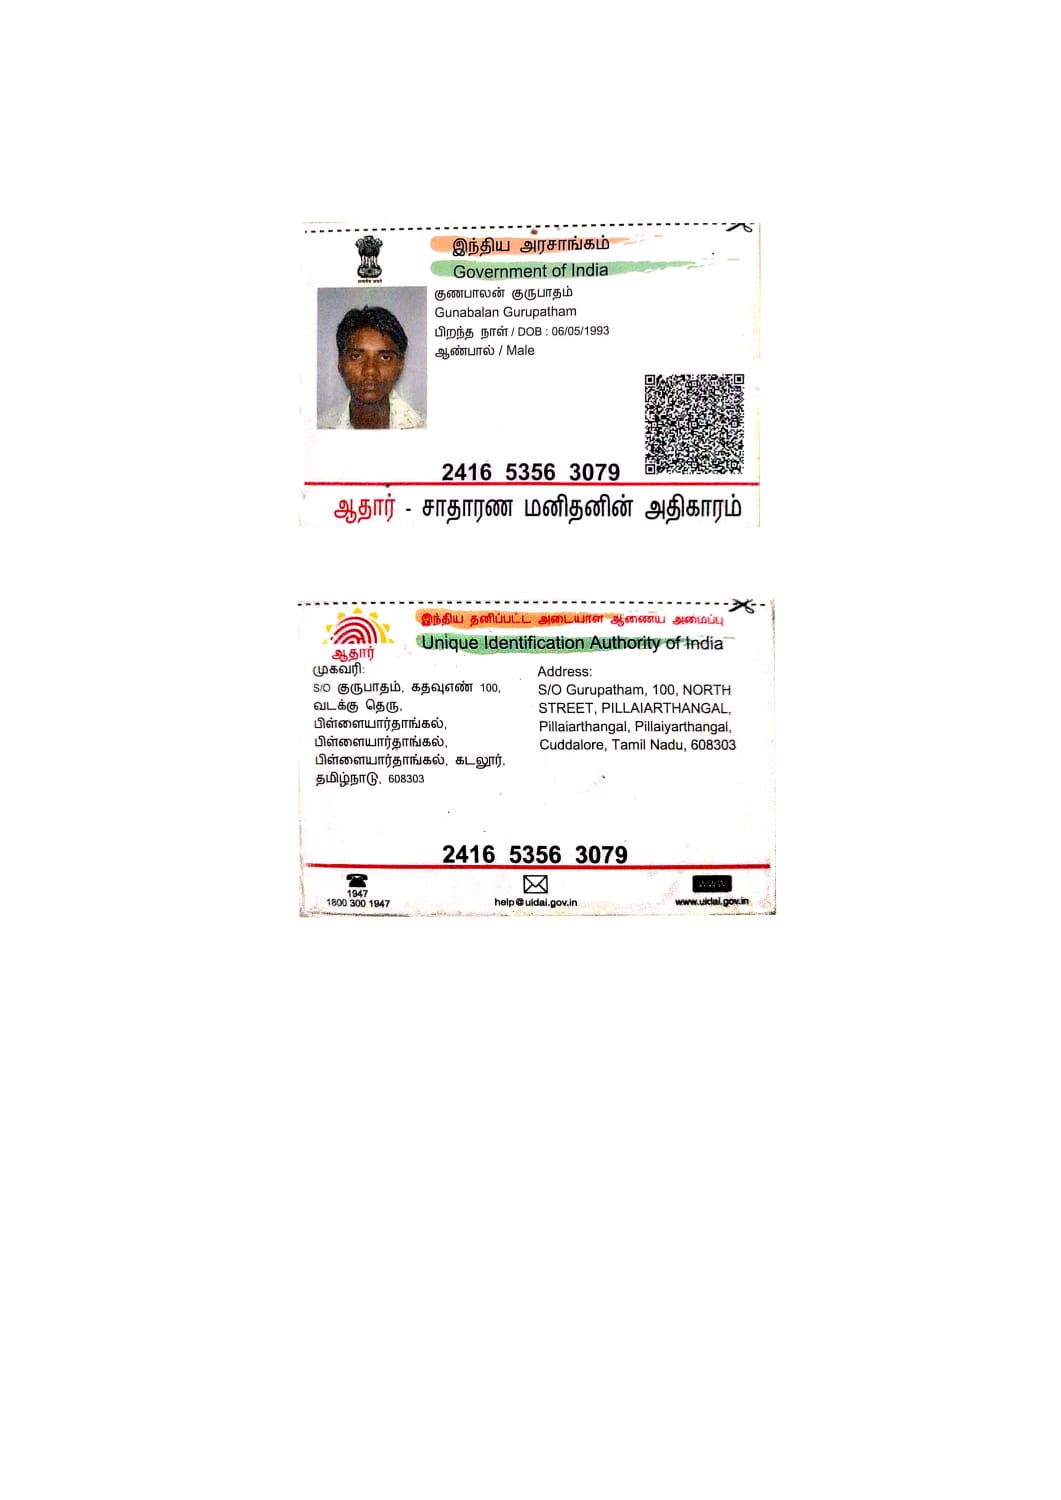 இந்திய அரசாங்கம்
Government of India
குணபாலன் குருபாதம்
Gunabalan Gurupatham
பிறந்த நாள் / DOB : 06/05/1993
ஆண்பால் / Male
2416 5356 3079
ஆதார் - சாதாரண மனிதனின் அதிகாரம்
இந்திய தனிப்பட்ட அடையாள ஆணைய அமைப்பு
Unique Identification Authority of India
ஆதார்
முகவரி:
S/O குருபாதம், கதவுஎண் 100,
வடக்கு தெரு,
பிள்ளையார்தாங்கல்,
பிள்ளையார்தாங்கல்,
பிள்ளையார்தாங்கல், கடலூர்,
தமிழ்நாடு, 608303
Address:
S/O Gurupatham, 100, NORTH
STREET, PILLAIARTHANGAL,
Pillaiarthangal, Pillaiyarthangal,
Cuddalore, Tamil Nadu, 608303
2416 5356 3079
1947
1800 300 1947
help@uidai.gov.in
www.uidai.gov.in